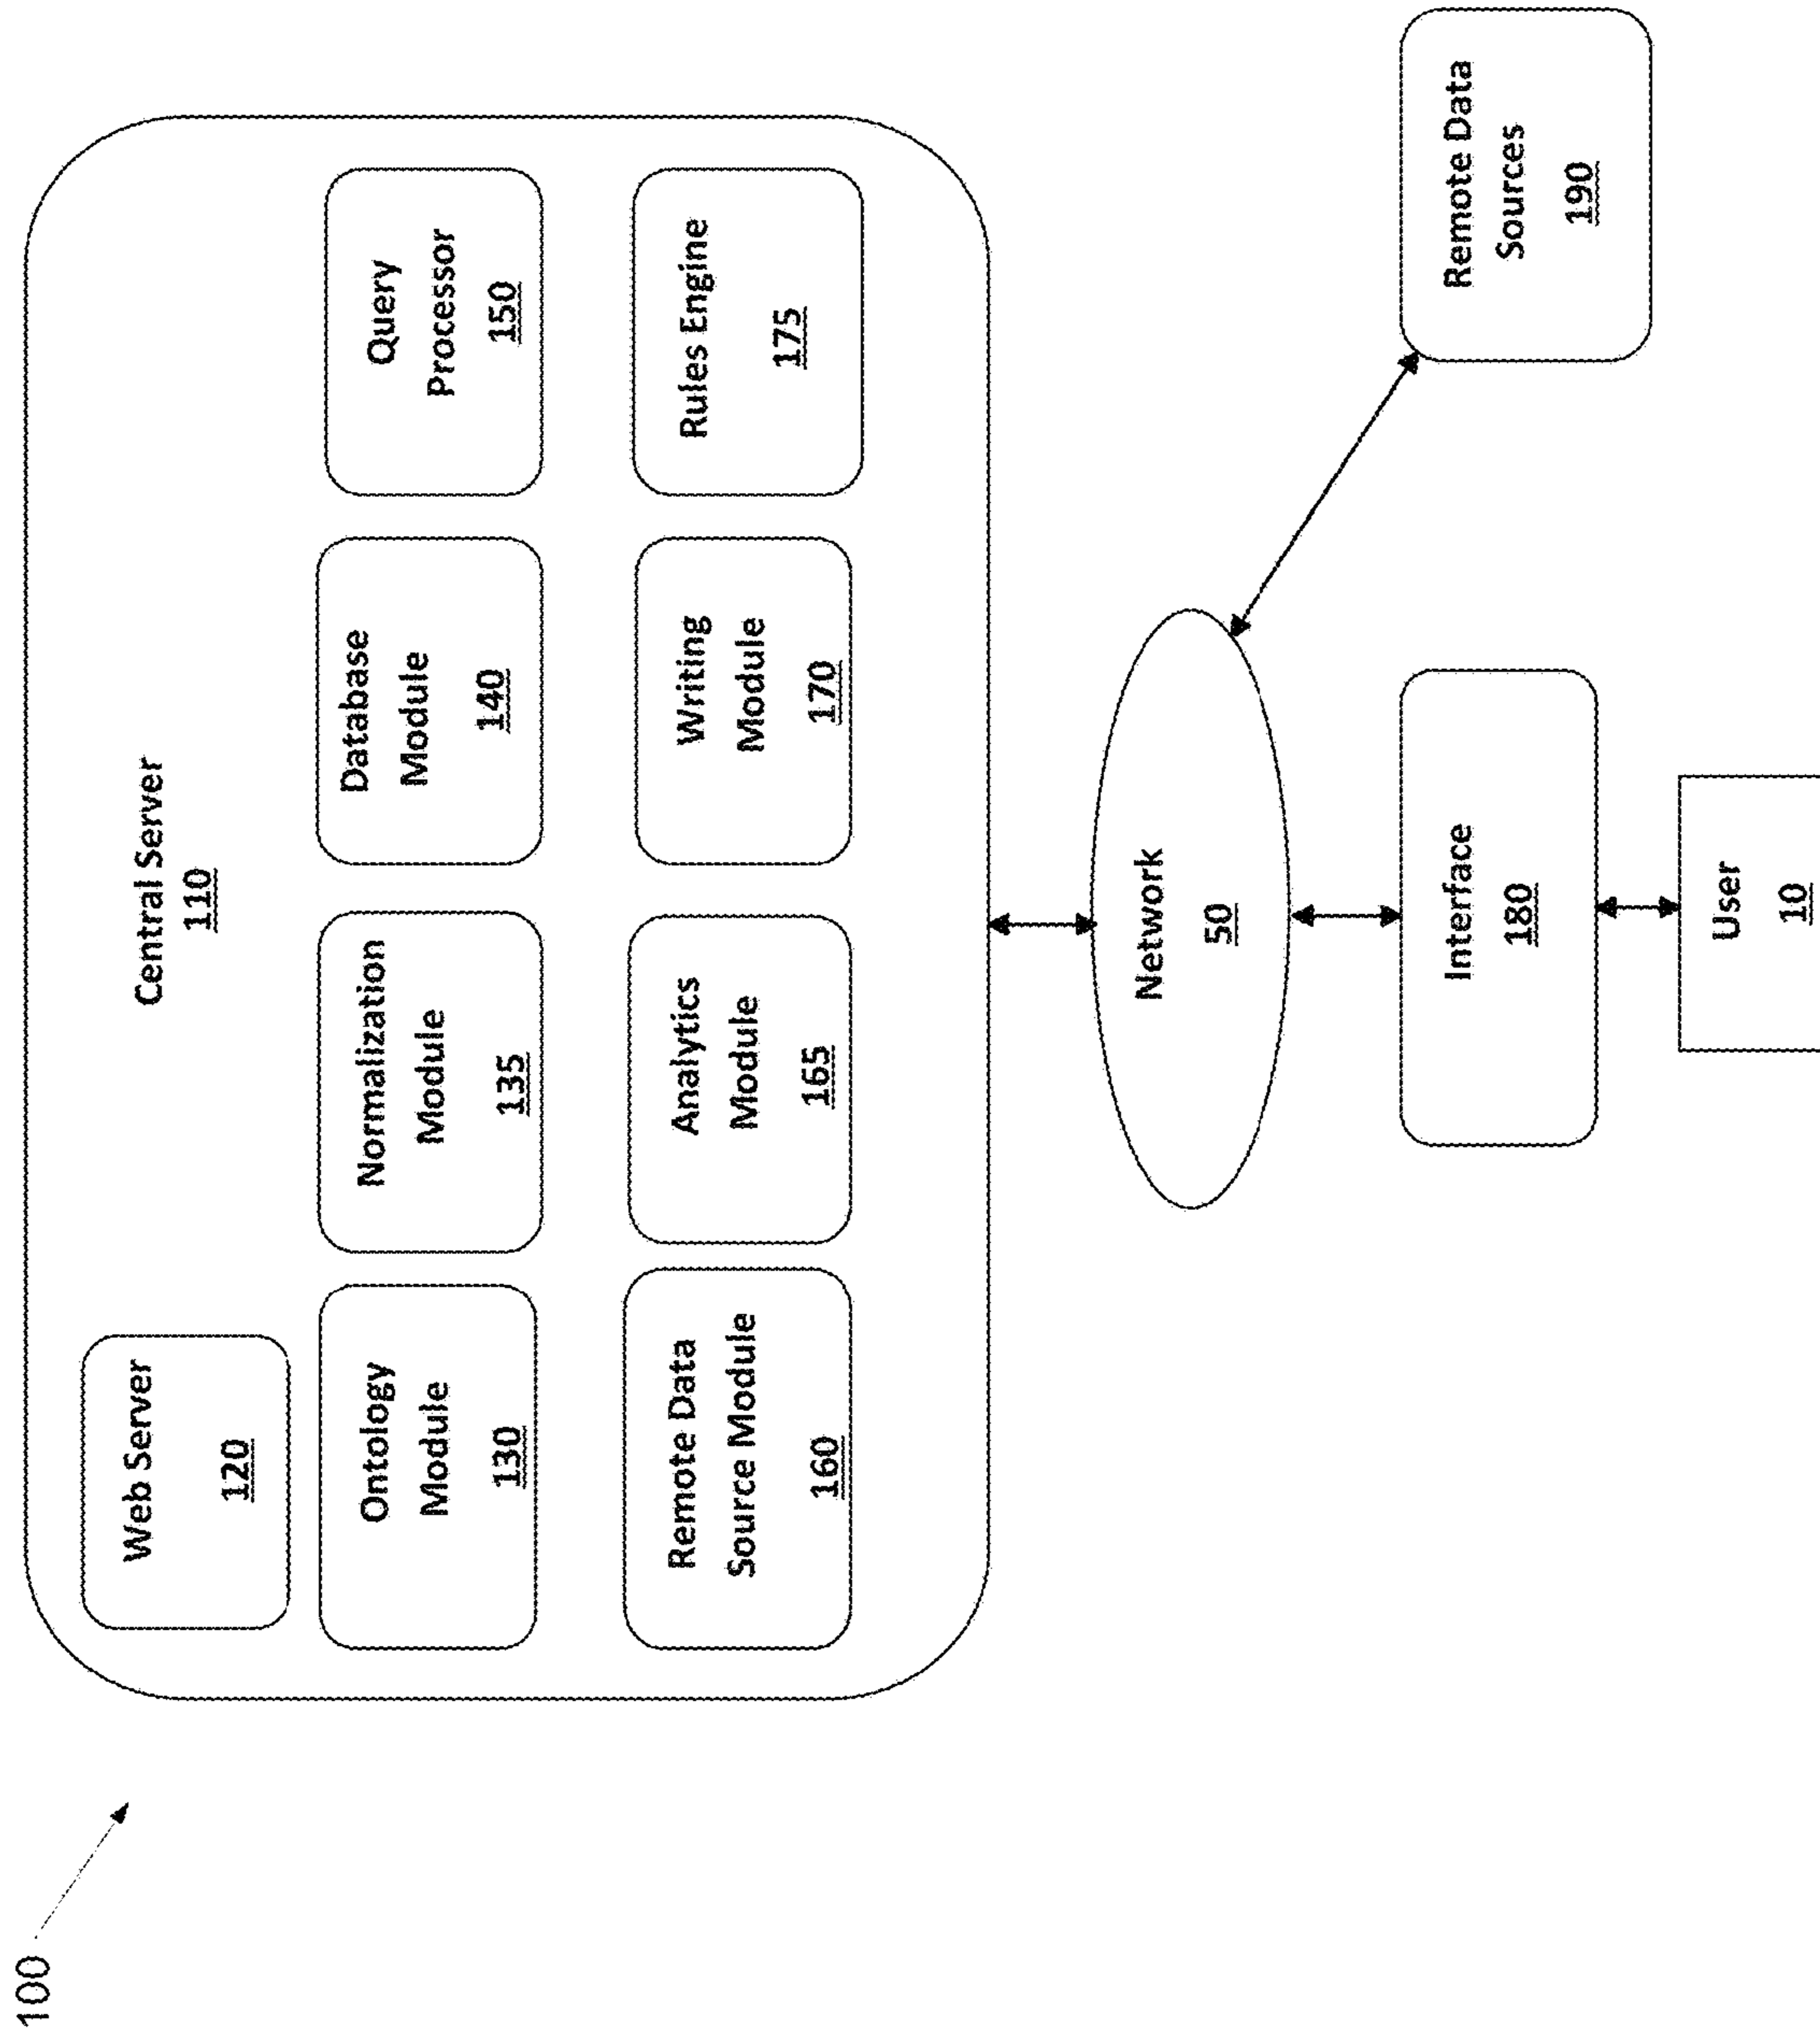 100
Central Server
110
Web Server
120
Ontology
Module
130
Normalization
Module
135
Database
Module
140
Query
Processor
150
Remote Data
Source Module
160
Analytics
Module
165
Writing
Module
170
Rules Engine
175
Network
50
Interface
180
Remote Data
Sources
190
User
10